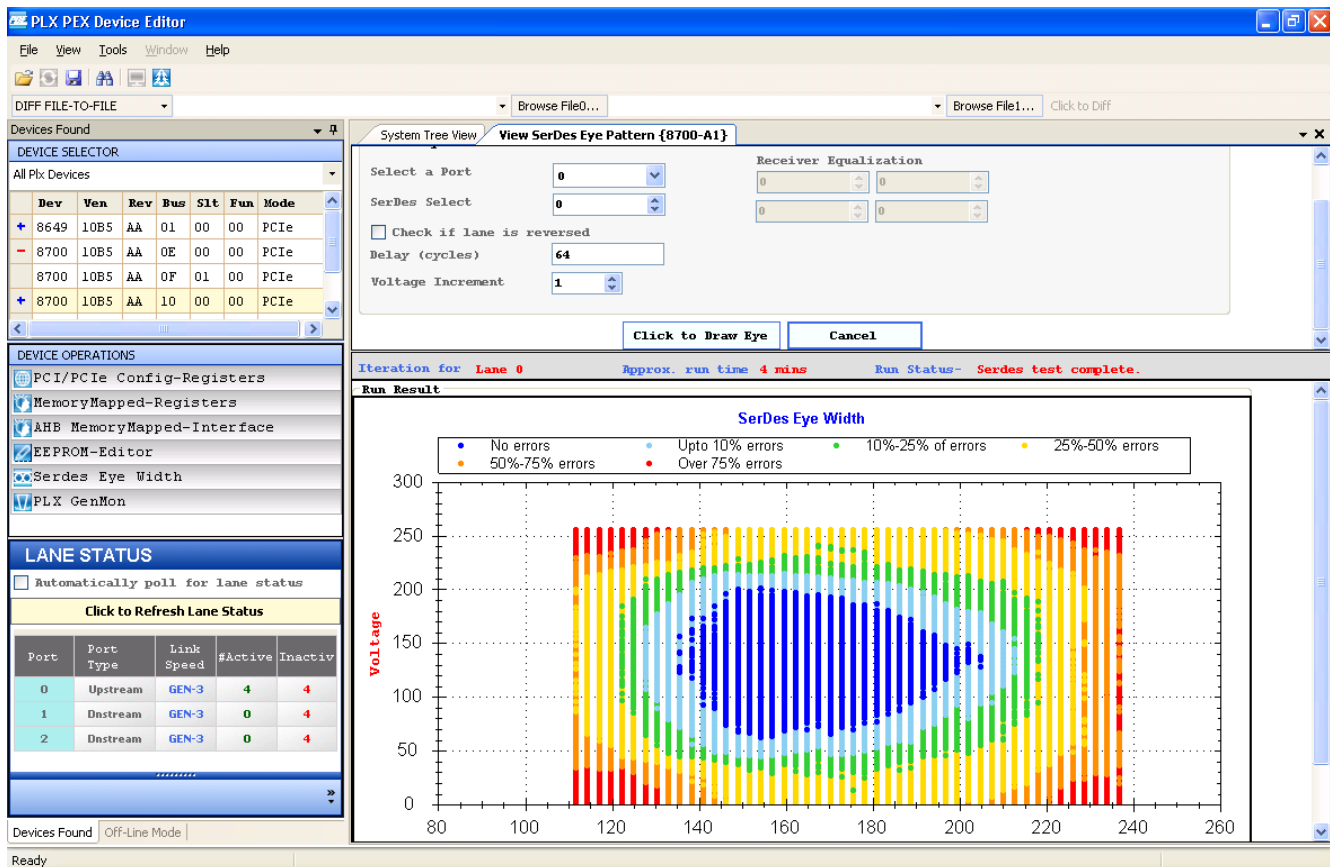 PLX PEX Device Editor
File View Tools Window Help
DIFF FILE-TO-FILE Browse File0... Browse File1... Click to Diff
Devices Found
DEVICE SELECTOR
All Plx Devices
Dev Ven Rev Bus Slt Fun Mode
+ 8649 10B5 AA 01 00 00 PCIe
- 8700 10B5 AA 0E 00 00 PCIe
8700 10B5 AA 0F 01 00 PCIe
+ 8700 10B5 AA 10 00 00 PCIe
DEVICE OPERATIONS
PCI/PCIe Config-Registers
MemoryMapped-Registers
AHB MemoryMapped-Interface
EEPROM-Editor
Serdes Eye Width
PLX GenMon
LANE STATUS
Automatically poll for lane status
Click to Refresh Lane Status
Port Port Type Link Speed #Active Inactiv
0 Upstream GEN-3 4 4
1 Dnstream GEN-3 0 4
2 Dnstream GEN-3 0 4
Devices Found Off-Line Mode
Ready
System Tree View View SerDes Eye Pattern {8700-A1}
Select a Port 0
SerDes Select 0
Check if lane is reversed
Delay (cycles) 64
Voltage Increment 1
Receiver Equalization
0 0
0 0
Click to Draw Eye Cancel
Iteration for Lane 0 Approx. run time 4 mins Run Status- Serdes test complete.
Run Result
SerDes Eye Width
No errors Upto 10% errors 10%-25% of errors 25%-50% errors
50%-75% errors Over 75% errors
Voltage
300
250
200
150
100
50
0
80 100 120 140 160 180 200 220 240 260